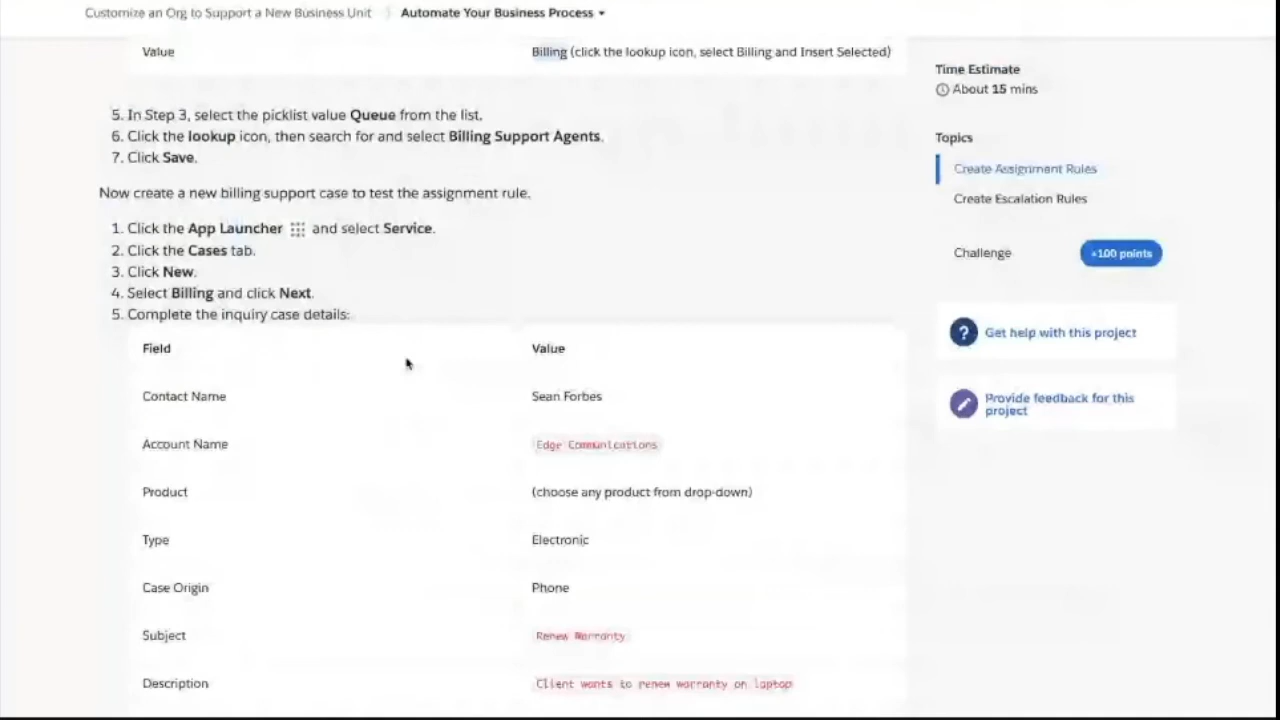 Customize an Org to Support a New Business Unit
Automate Your Business Process
Value Billing (click the lookup icon, select Billing and Insert Selected)
5. In Step 3, select the picklist value Queue from the list.
6. Click the lookup icon, then search for and select Billing Support Agents.
7. Click Save.
Now create a new billing support case to test the assignment rule.
1. Click the App Launcher and select Service.
2. Click the Cases tab.
3. Click New.
4. Select Billing and click Next.
5. Complete the inquiry case details:
Field Value
Contact Name Sean Forbes
Account Name Edge Communications
Product (choose any product from drop-down)
Type Electronic
Case Origin Phone
Subject Renew Warranty
Description Client wants to renew warranty on laptop
Time Estimate
About 15 mins
Topics
Create Assignment Rules
Create Escalation Rules
Challenge +100 points
? Get help with this project
Provide feedback for this
project